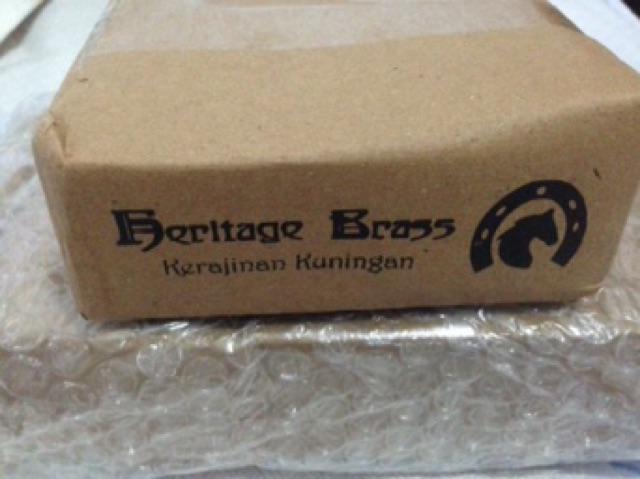 Heritage Brass
Kerajinan Kuningan